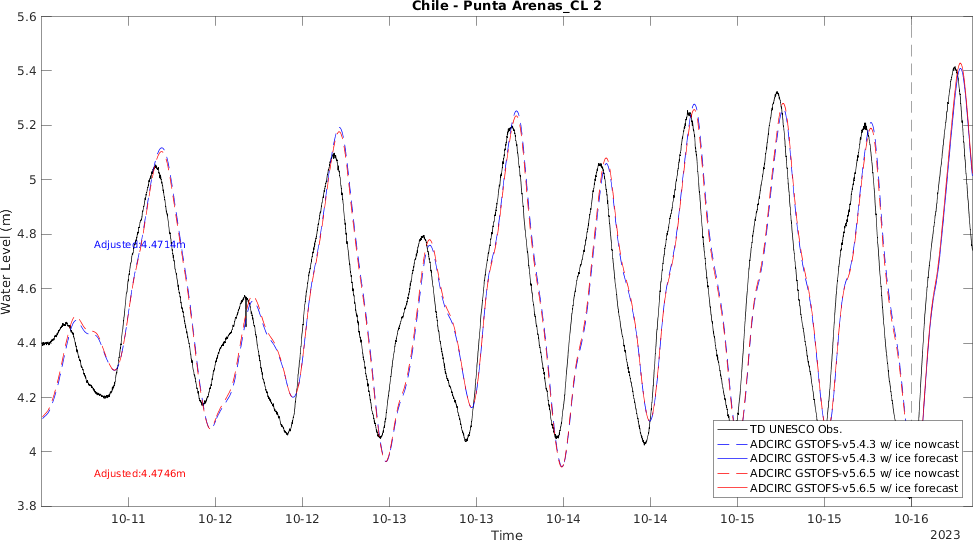 Chile - Punta Arenas_CL 2
5.6
5.4
5.2
5
4.8
4.6
4.4
4.2
4
3.8
Water Level (m)
Adjusted:4.4714m
Adjusted:4.4746m
TD UNESCO Obs.
ADCIRC GSTOFS-v5.4.3 w/ ice nowcast
ADCIRC GSTOFS-v5.4.3 w/ ice forecast
ADCIRC GSTOFS-v5.6.5 w/ ice nowcast
ADCIRC GSTOFS-v5.6.5 w/ ice forecast
10-11 10-12 10-12 10-13 10-13 10-14 10-14 10-15 10-15 10-16
Time
2023